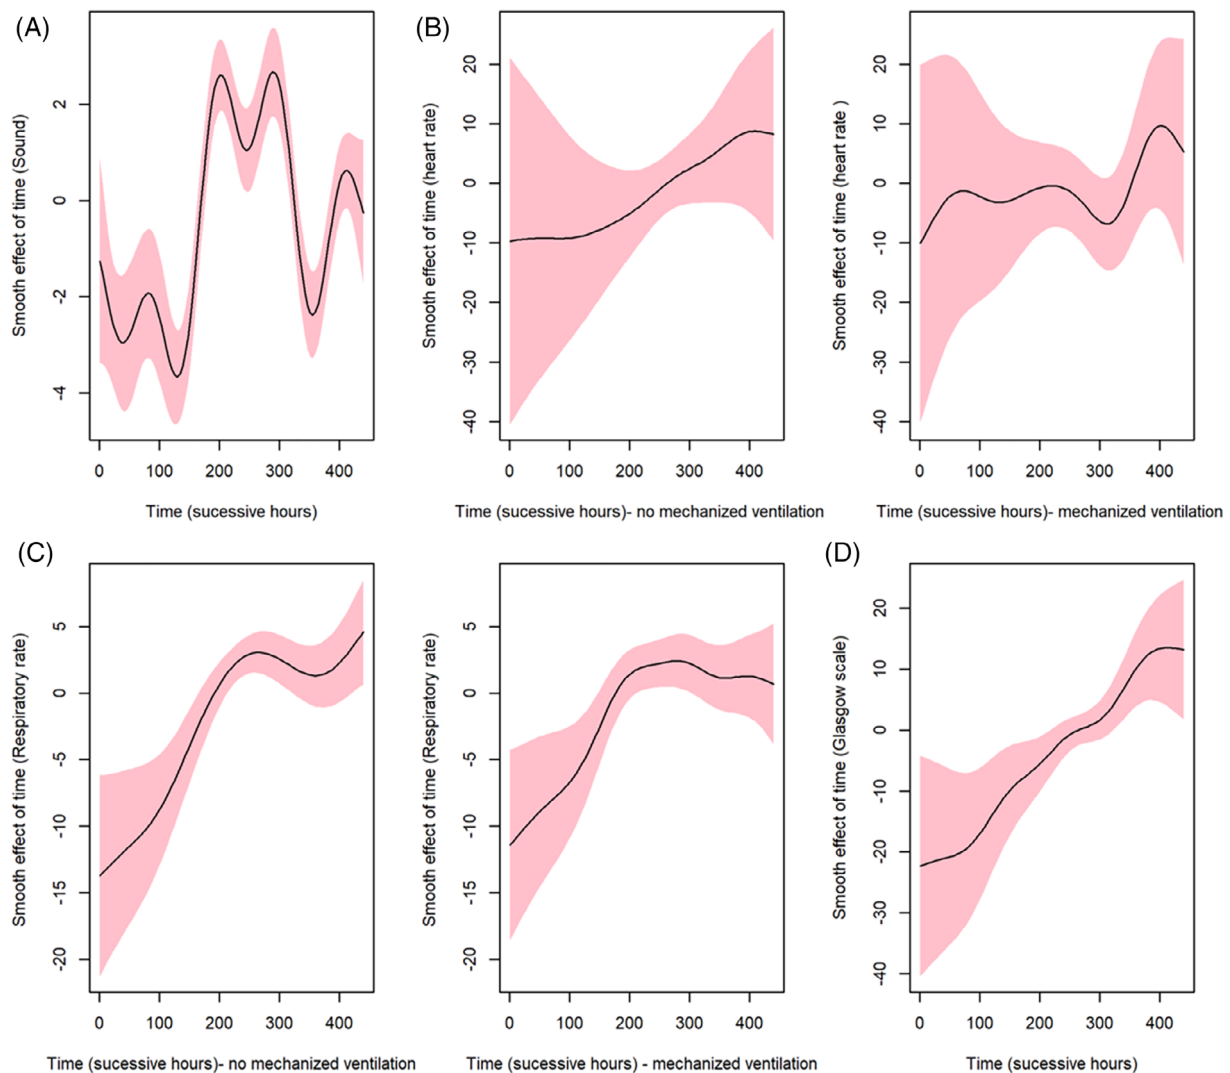 (A)
Smooth effect of time (Sound)
2
0
-2
-4
0 100 200 300 400
Time (sucessive hours)
(B)
Smooth effect of time (heart rate)
20
10
0
-10
-20
-30
-40
0 100 200 300 400
Time (sucessive hours)- no mechanized ventilation
Smooth effect of time (heart rate )
20
10
0
-10
-20
-30
-40
0 100 200 300 400
Time (sucessive hours)- mechanized ventilation
(C)
Smooth effect of time (Respiratory rate)
5
0
-5
-10
-15
-20
0 100 200 300 400
Time (sucessive hours)- no mechanized ventilation
Smooth effect of time (Respiratory rate)
5
0
-5
-10
-15
-20
0 100 200 300 400
Time (sucessive hours) - mechanized ventilation
(D)
Smooth effect of time (Glasgow scale)
20
10
0
-10
-20
-30
-40
0 100 200 300 400
Time (sucessive hours)